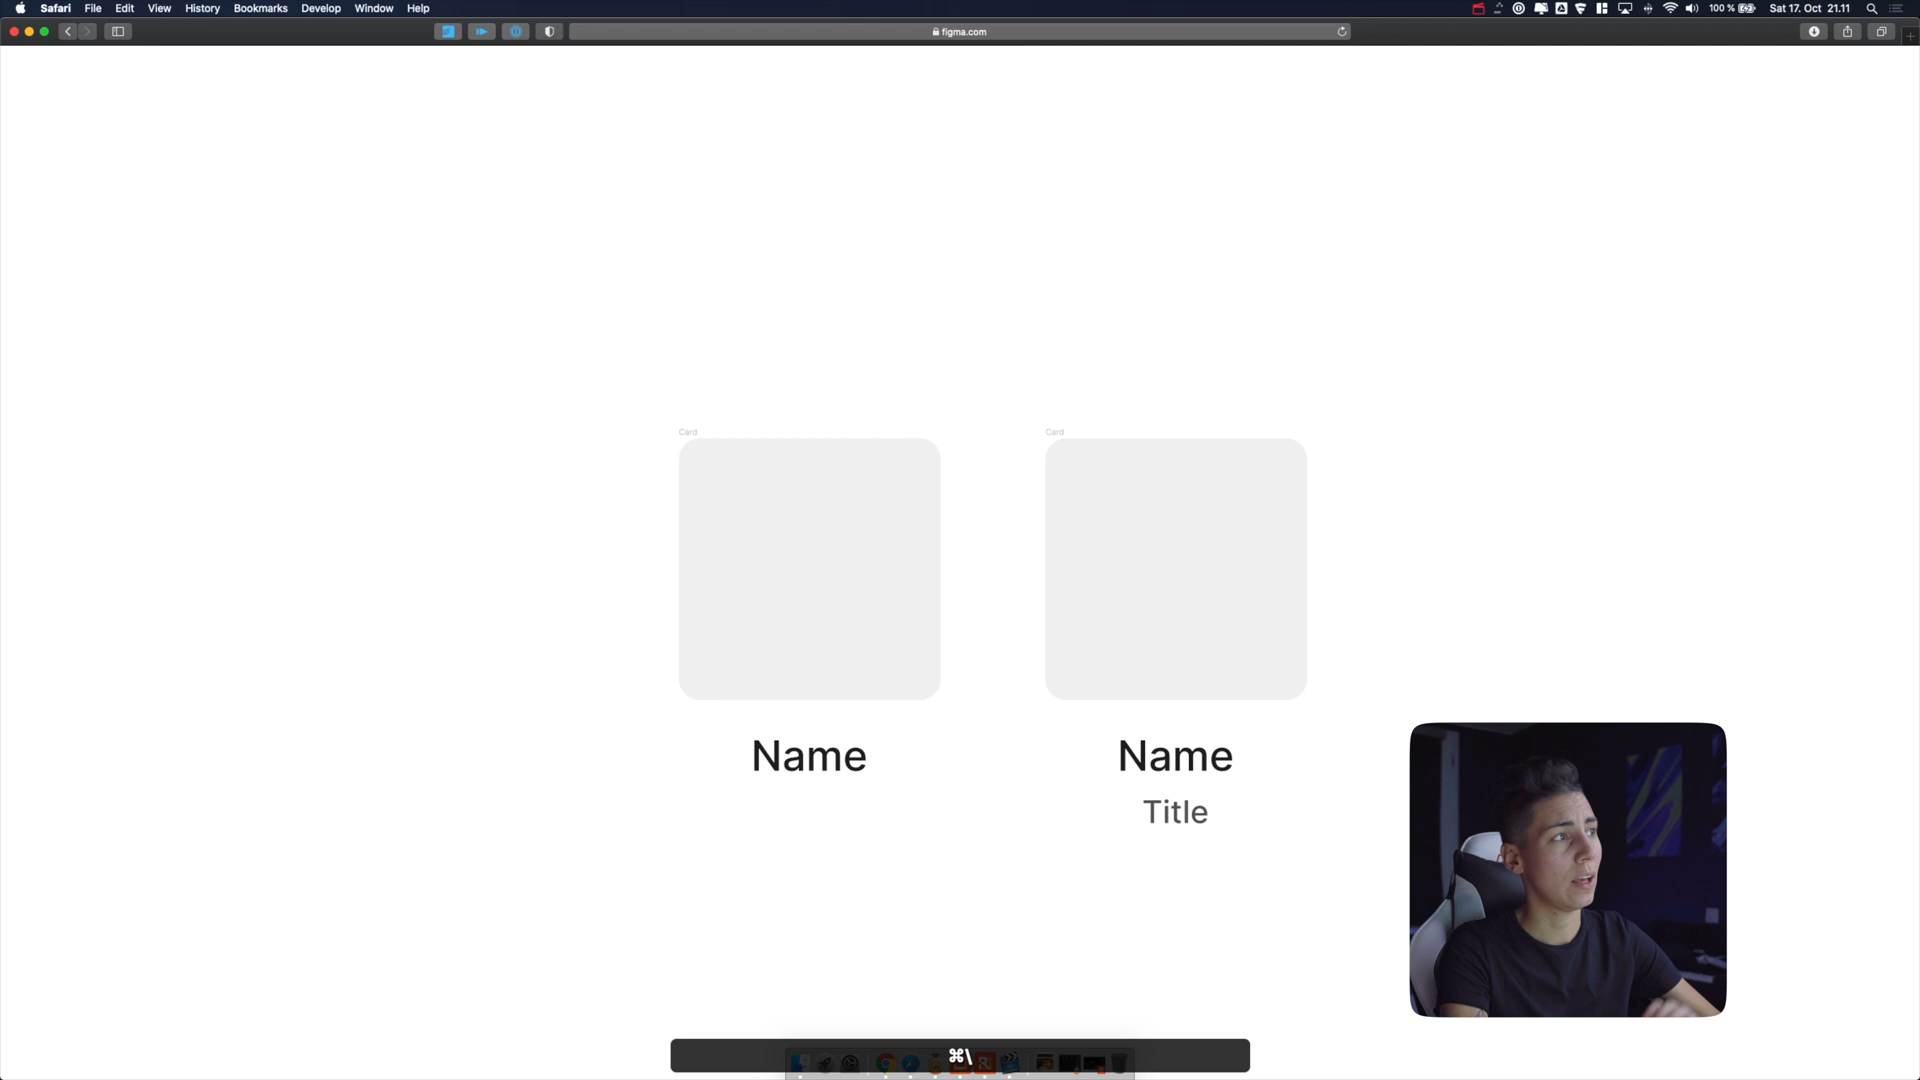 Safari File Edit View History Bookmarks Develop Window Help
100 % Sat 17. Oct 21.11
figma.com
Card Card
Name Name
Title
⌘\